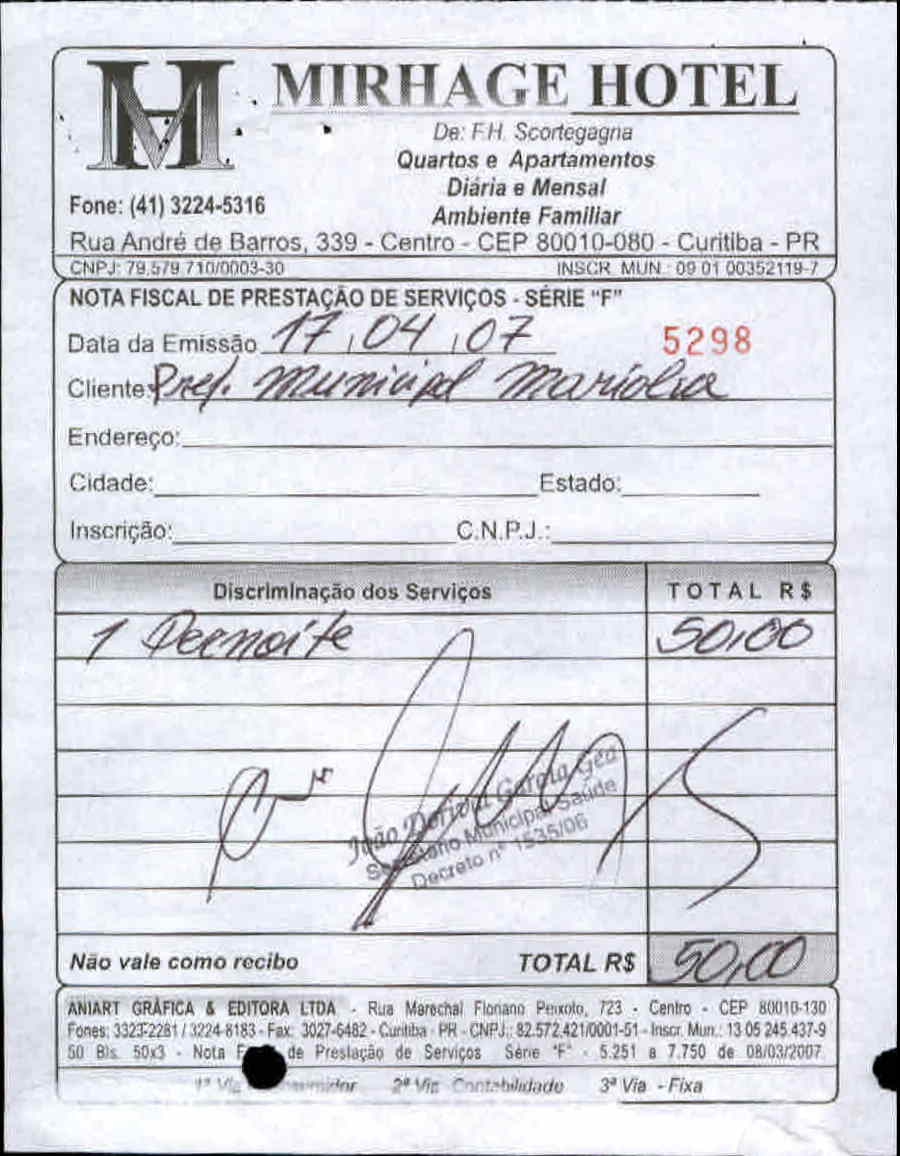 MIRHAGE HOTEL
De: F.H. Scortegagna
Quartos e Apartamentos
Diária e Mensal
Ambiente Familiar
Fone: (41) 3224-5316
Rua André de Barros, 339 - Centro - CEP 80010-080 - Curitiba - PR
CNPJ: 79.579.710/0003-30 INSCR. MUN.: 09 01 00352119-7
NOTA FISCAL DE PRESTAÇÃO DE SERVIÇOS - SÉRIE "F"
Data da Emissão 17,04,07 5298
Cliente: Pref. Municipal
Endereço:
Cidade: Estado:
Inscrição: C.N.P.J.:
Discriminação dos Serviços TOTAL R$
1 Pernoite 50,00
João Dorival Garcia Gea
Secretario Municipal Saúde
Decreto nº 1535/06
Não vale como recibo TOTAL R$ 50,00
ANIART GRÁFICA & EDITORA LTDA - Rua Marechal Floriano Peixoto, 723 - Centro - CEP 80010-130
Fones: 3323-2281 / 3224-8183 - Fax: 3027-6482 - Curitiba - PR - CNPJ.: 82.572.421/0001-51 - Inscr. Mun.: 13 05 245.437-9
50 Bls. 50x3 - Nota de Prestação de Serviços Série "F" - 5.251 a 7.750 de 08/03/2007
1ª Via 2ª Via Contabilidade 3ª Via - Fixa